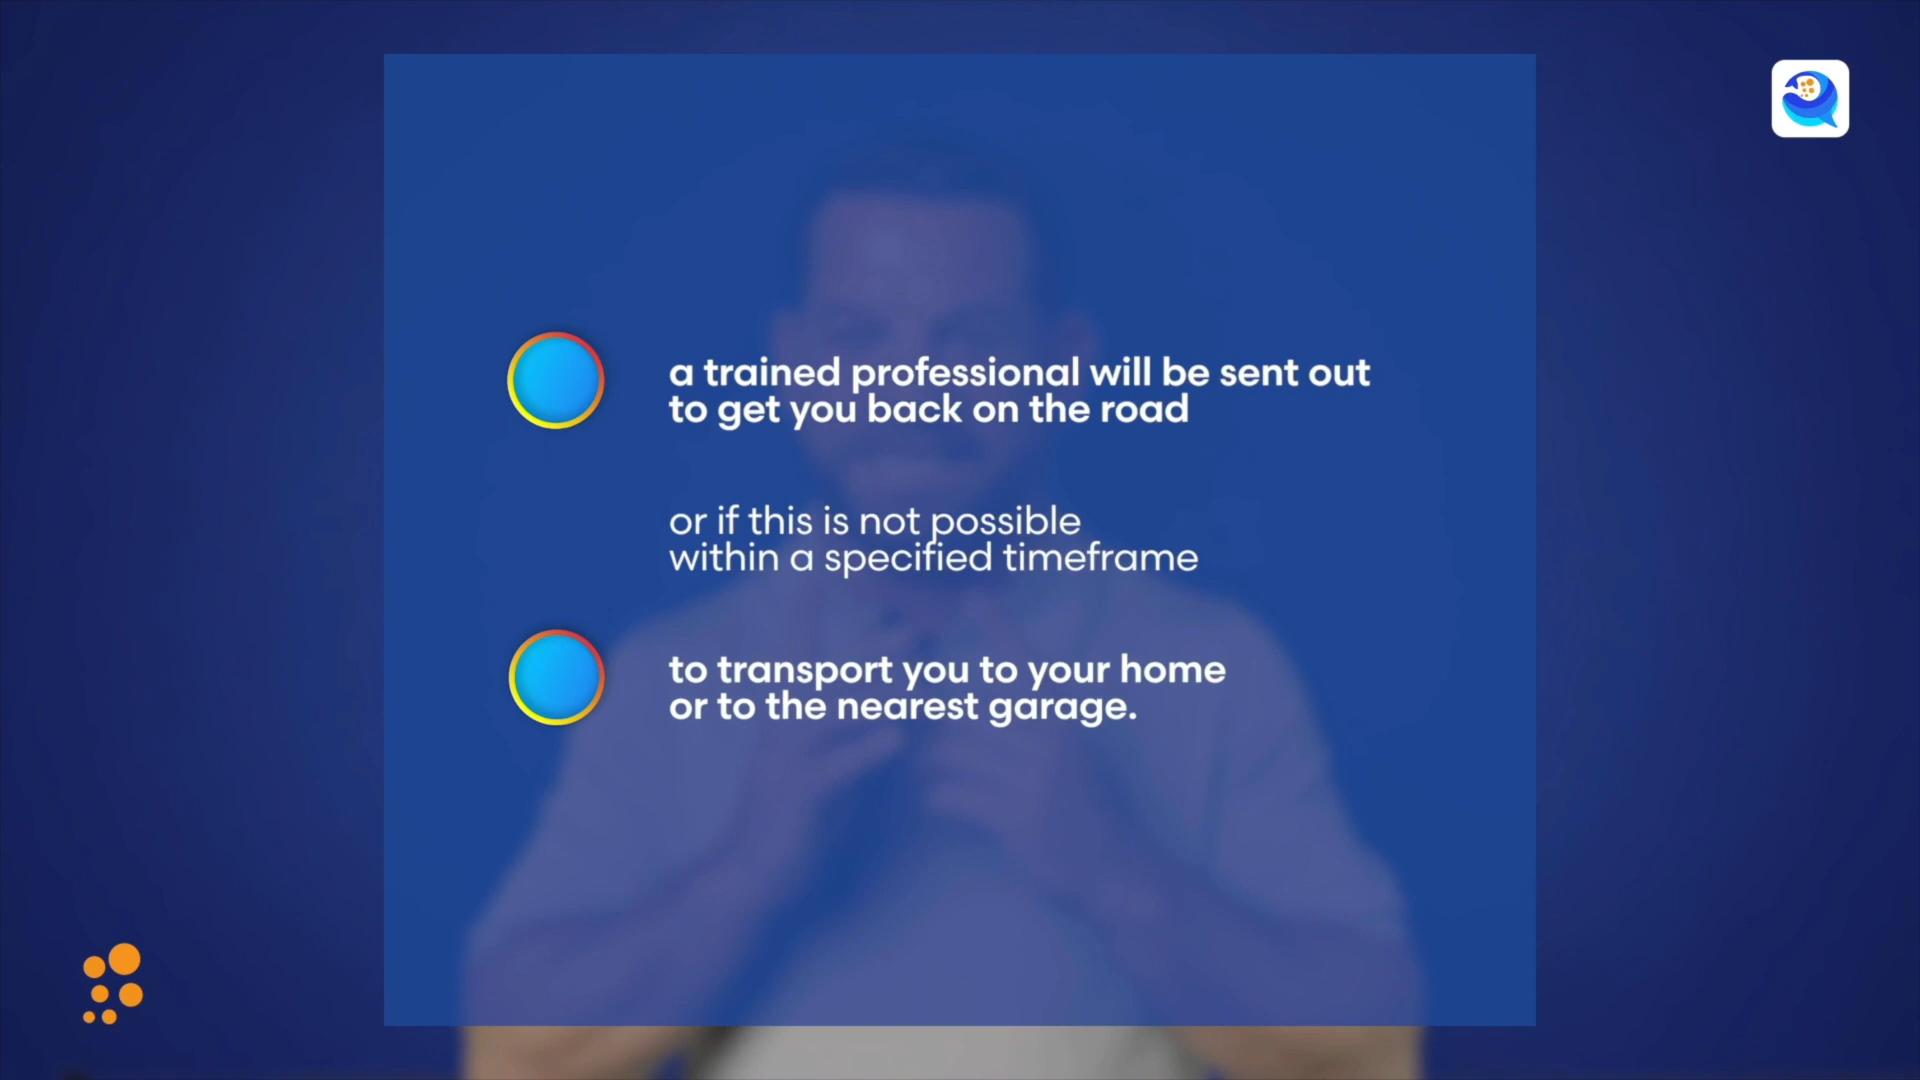 a trained professional will be sent out
to get you back on the road
or if this is not possible
within a specified timeframe
to transport you to your home
or to the nearest garage.